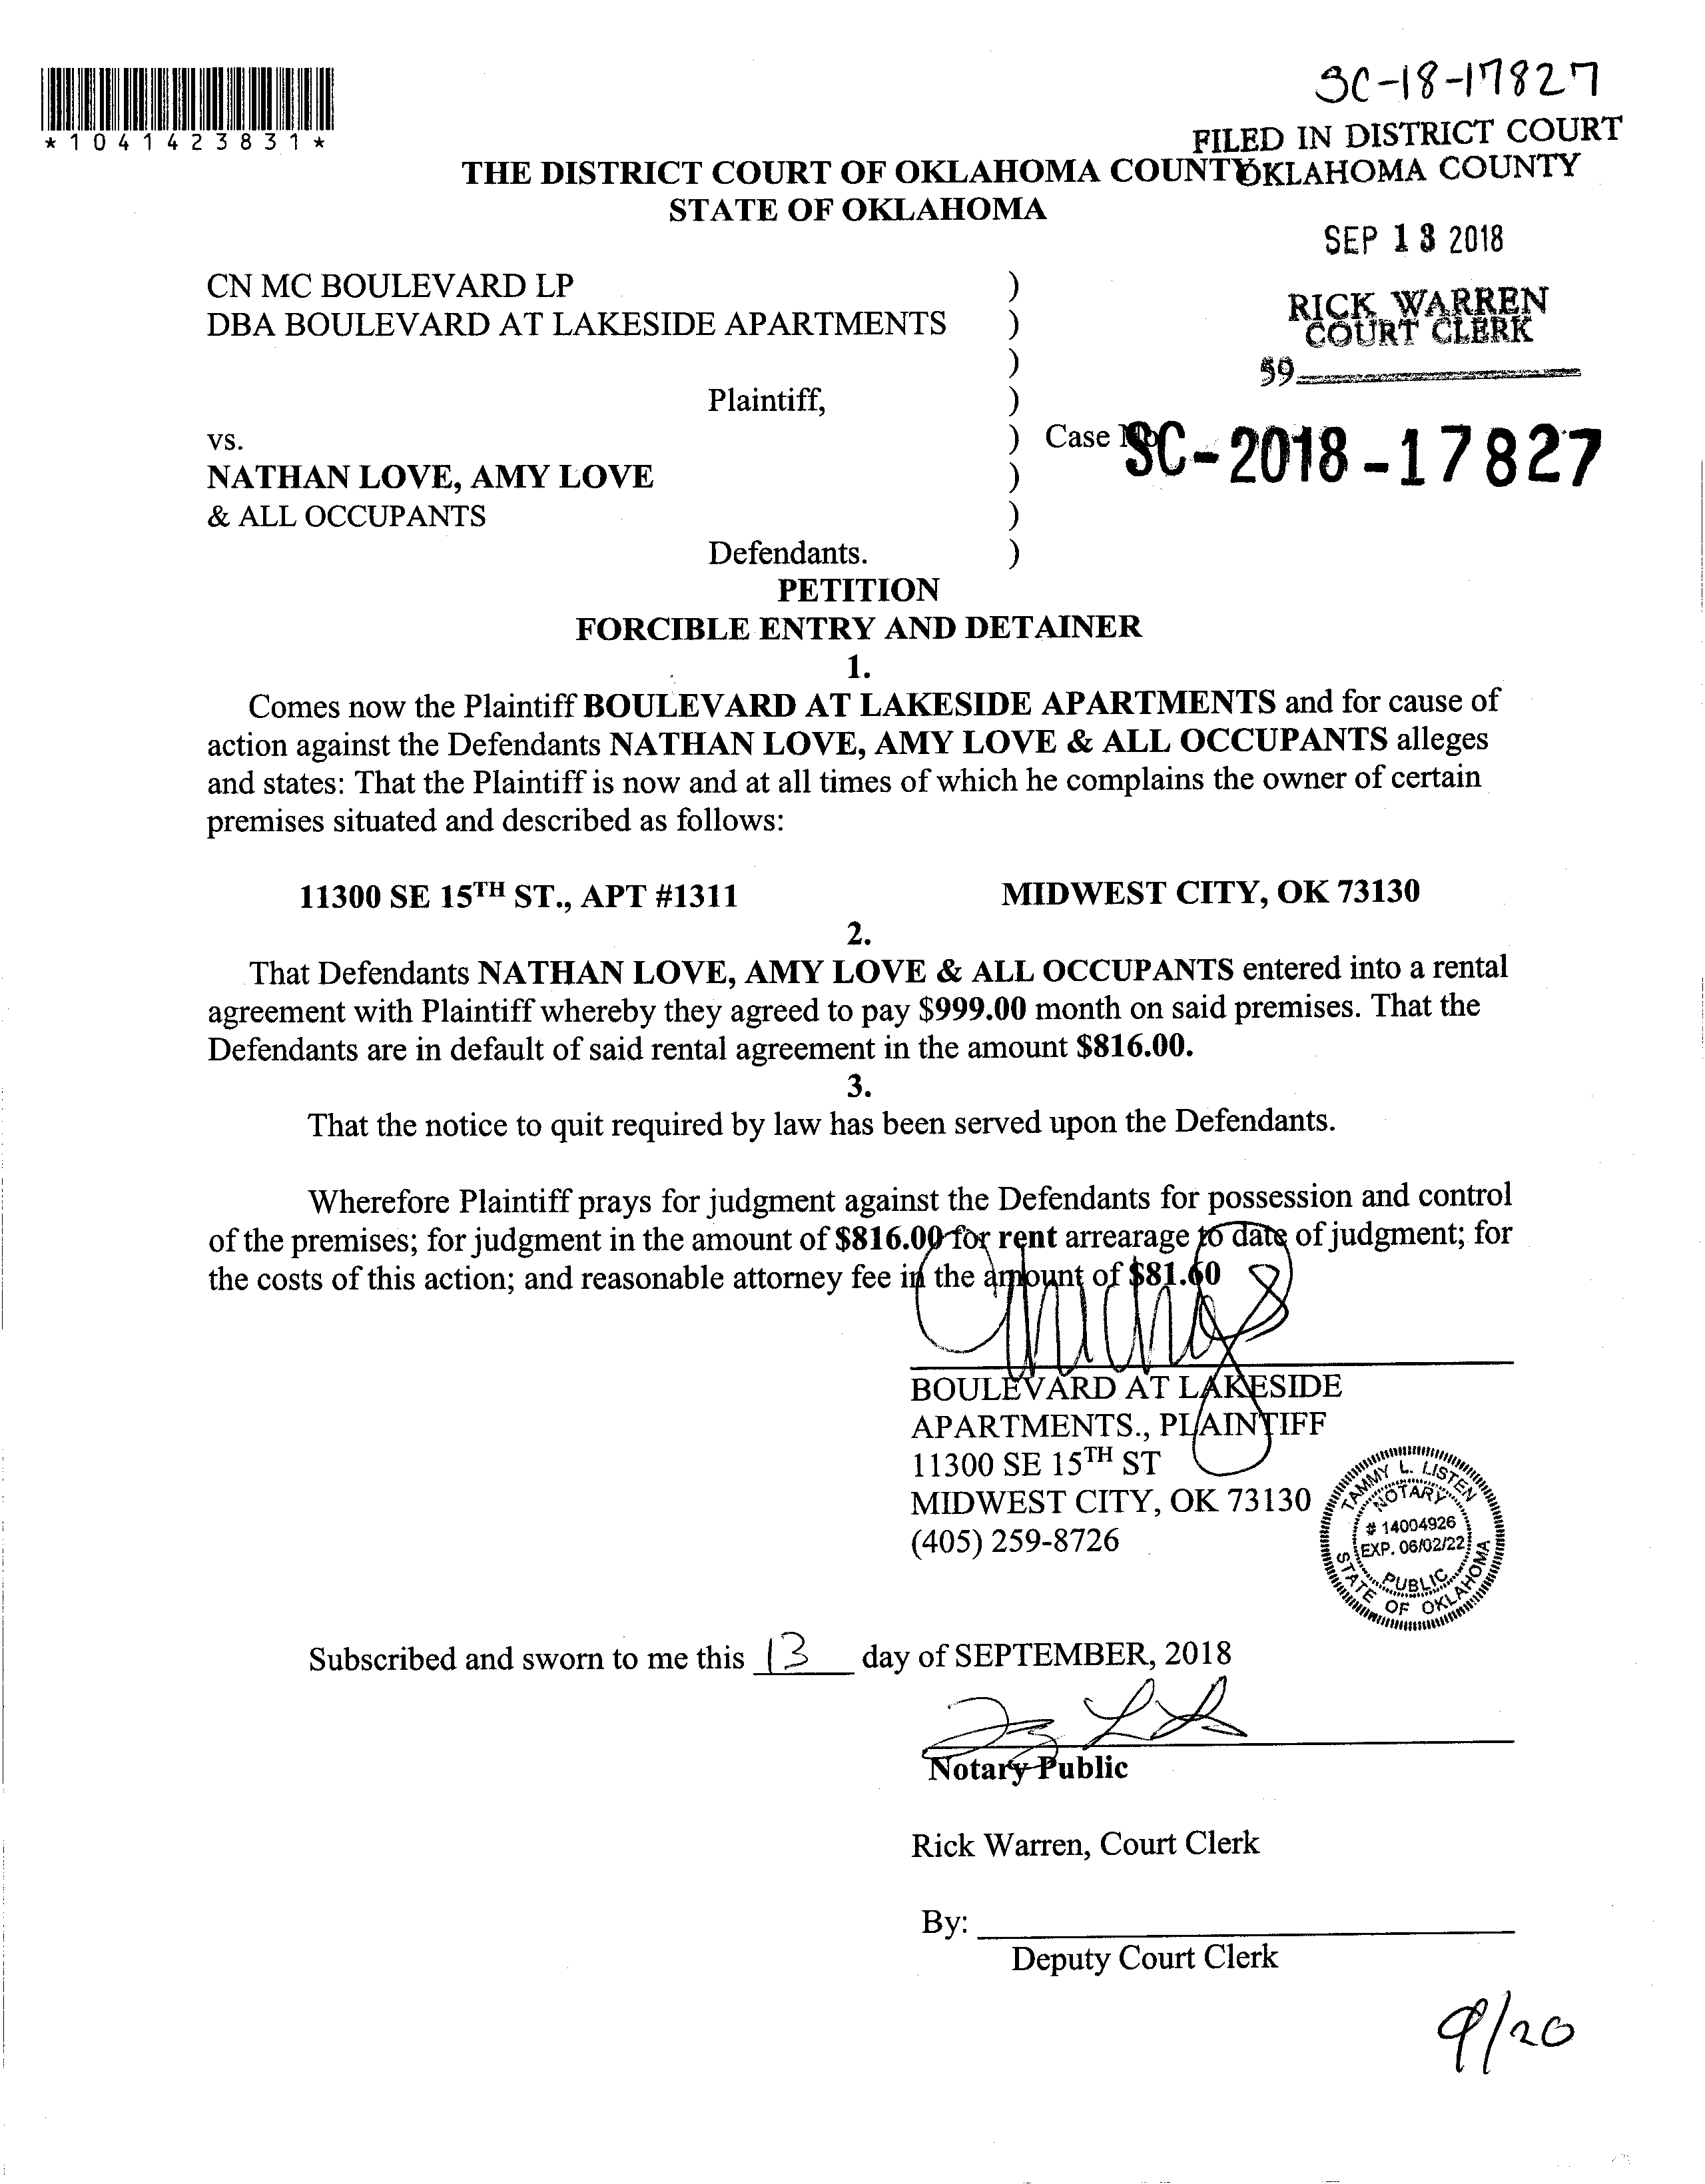 SC-18-17827
*1041423831*
FILED IN DISTRICT COURT
OKLAHOMA COUNTY
THE DISTRICT COURT OF OKLAHOMA COUNTY
STATE OF OKLAHOMA
SEP 13 2018
RICK WARREN
COURT CLERK
59
CN MC BOULEVARD LP )
DBA BOULEVARD AT LAKESIDE APARTMENTS )
)
Plaintiff, )
vs. ) Case No. SC-2018-17827
NATHAN LOVE, AMY LOVE )
& ALL OCCUPANTS )
Defendants. )
PETITION
FORCIBLE ENTRY AND DETAINER
1.
Comes now the Plaintiff BOULEVARD AT LAKESIDE APARTMENTS and for cause of
action against the Defendants NATHAN LOVE, AMY LOVE & ALL OCCUPANTS alleges
and states: That the Plaintiff is now and at all times of which he complains the owner of certain
premises situated and described as follows:
11300 SE 15TH ST., APT #1311 MIDWEST CITY, OK 73130
2.
That Defendants NATHAN LOVE, AMY LOVE & ALL OCCUPANTS entered into a rental
agreement with Plaintiff whereby they agreed to pay $999.00 month on said premises. That the
Defendants are in default of said rental agreement in the amount $816.00.
3.
That the notice to quit required by law has been served upon the Defendants.
Wherefore Plaintiff prays for judgment against the Defendants for possession and control
of the premises; for judgment in the amount of $816.00 for rent arrearage to date of judgment; for
the costs of this action; and reasonable attorney fee in the amount of $81.60
BOULEVARD AT LAKESIDE
APARTMENTS., PLAINTIFF
11300 SE 15TH ST
MIDWEST CITY, OK 73130
(405) 259-8726
TAMMY L. LISTEN
NOTARY
# 14004926
EXP. 06/02/22
PUBLIC
STATE OF OKLAHOMA
Subscribed and sworn to me this 13 day of SEPTEMBER, 2018
Notary Public
Rick Warren, Court Clerk
By:
Deputy Court Clerk
9/20